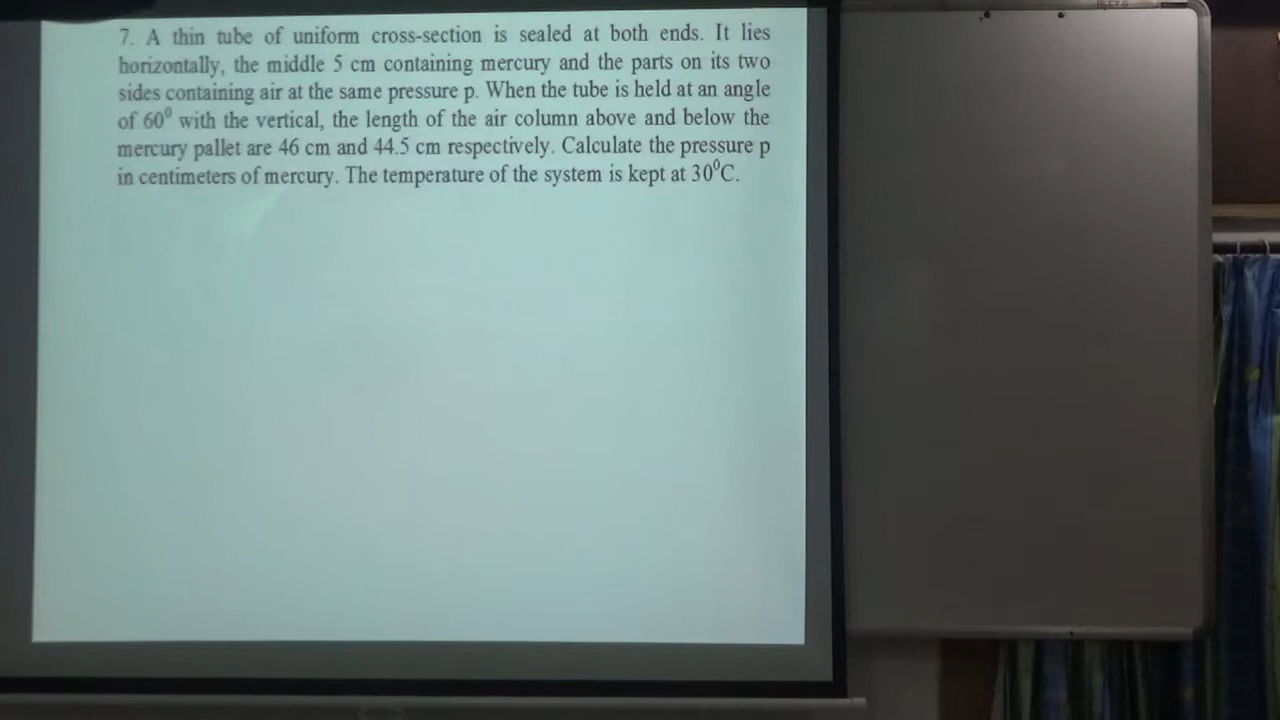 7. A thin tube of uniform cross-section is sealed at both ends. It lies
horizontally, the middle 5 cm containing mercury and the parts on its two
sides containing air at the same pressure p. When the tube is held at an angle
of 60⁰ with the vertical, the length of the air column above and below the
mercury pallet are 46 cm and 44.5 cm respectively. Calculate the pressure p
in centimeters of mercury. The temperature of the system is kept at 30⁰C.